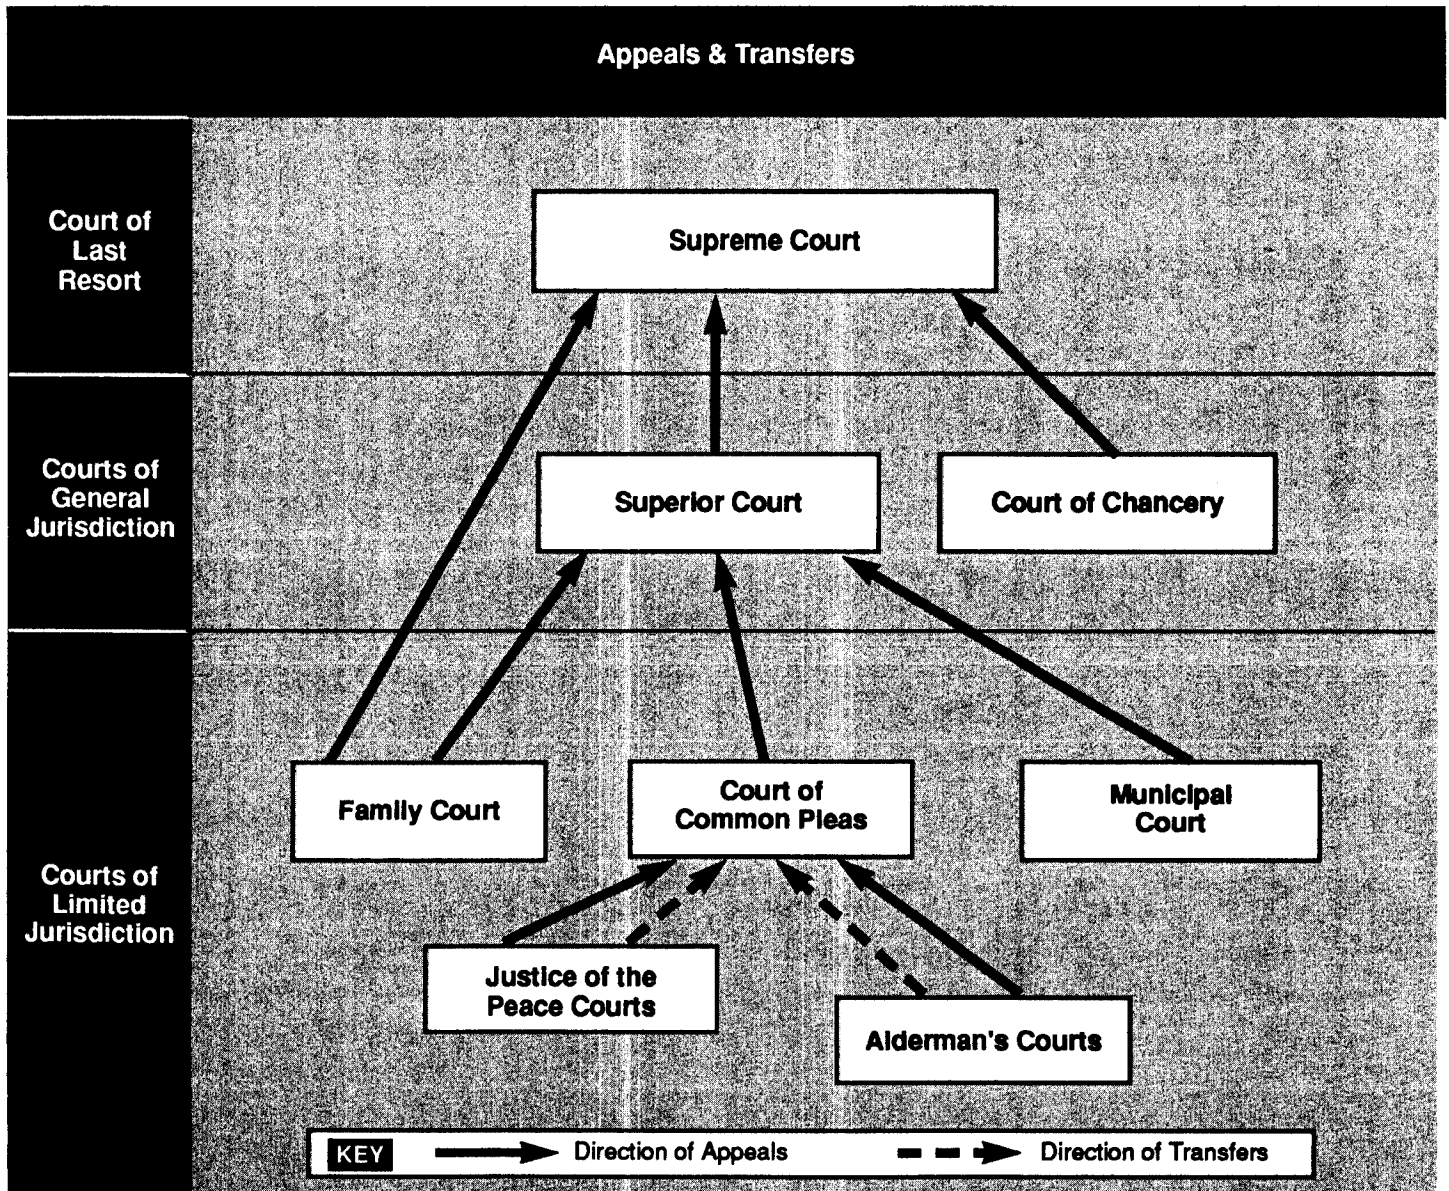 Appeals & Transfers
Court of
Last
Resort
Supreme Court
Courts of
General
Jurisdiction
Superior Court
Court of Chancery
Courts of
Limited
Jurisdiction
Family Court
Court of
Common Pleas
Municipal
Court
Justice of the
Peace Courts
Alderman's Courts
KEY
Direction of Appeals
Direction of Transfers